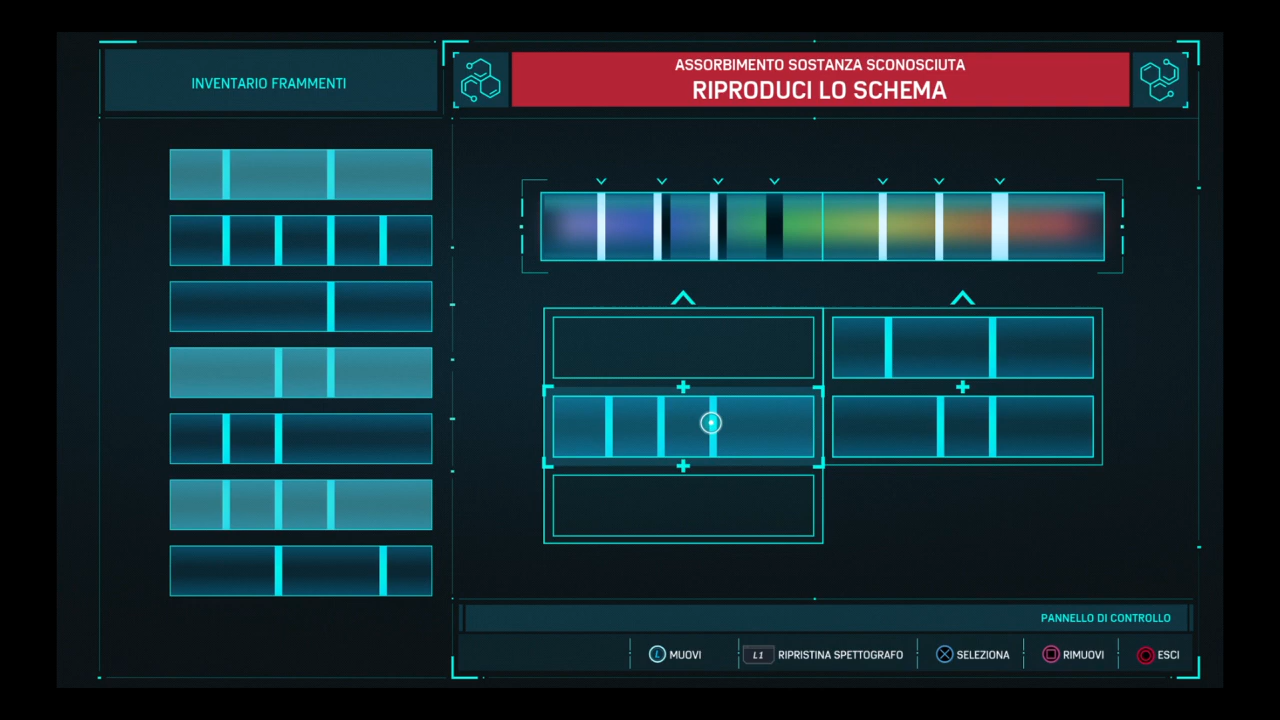 INVENTARIO FRAMMENTI
ASSORBIMENTO SOSTANZA SCONOSCIUTA
RIPRODUCI LO SCHEMA
PANNELLO DI CONTROLLO
L MUOVI
L1 RIPRISTINA SPETTOGRAFO
SELEZIONA
RIMUOVI
ESCI